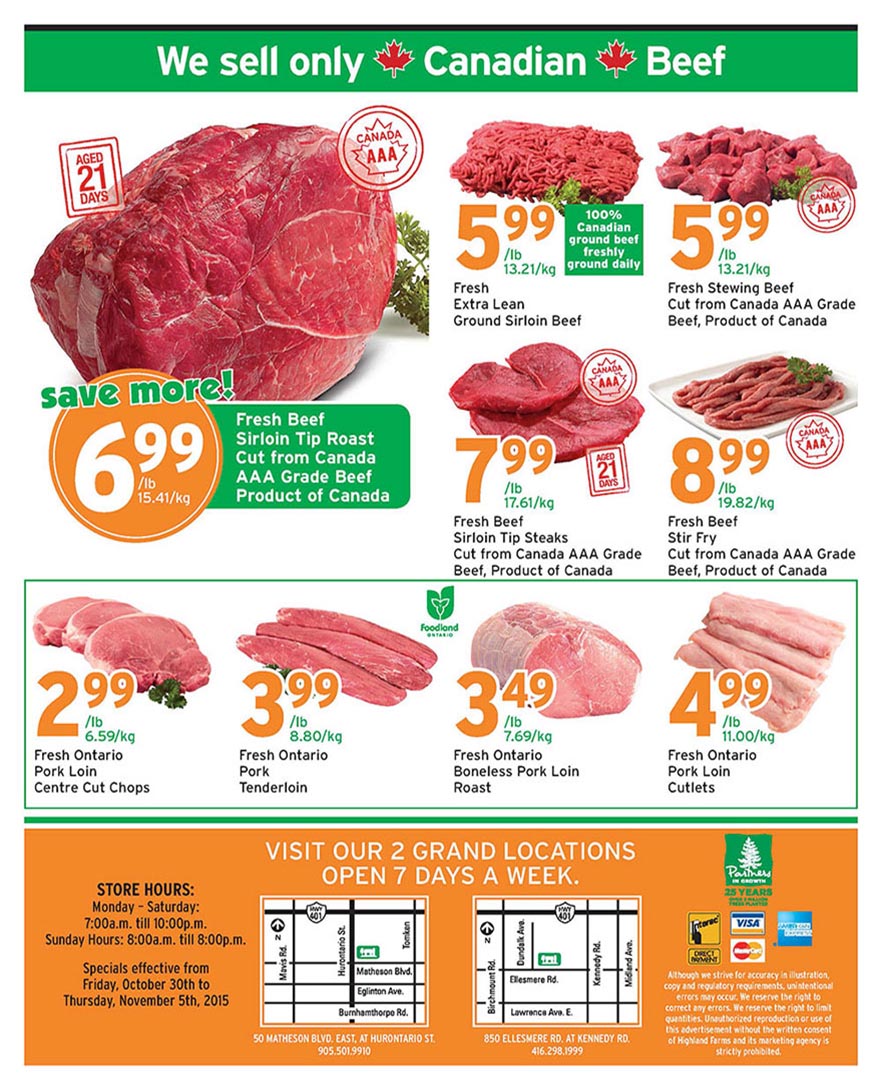 We sell only Canadian Beef
AGED
21
DAYS
CANADA
AAA
save more!
6.99
/lb
15.41/kg
Fresh Beef
Sirloin Tip Roast
Cut from Canada
AAA Grade Beef
Product of Canada
5.99
/lb
13.21/kg
100%
Canadian
ground beef
freshly
ground daily
Fresh
Extra Lean
Ground Sirloin Beef
CANADA
AAA
5.99
/lb
13.21/kg
Fresh Stewing Beef
Cut from Canada AAA Grade
Beef, Product of Canada
CANADA
AAA
7.99
/lb
17.61/kg
AGED
21
DAYS
Fresh Beef
Sirloin Tip Steaks
Cut from Canada AAA Grade
Beef, Product of Canada
CANADA
AAA
8.99
/lb
19.82/kg
Fresh Beef
Stir Fry
Cut from Canada AAA Grade
Beef, Product of Canada
Foodland
ONTARIO
2.99
/lb
6.59/kg
Fresh Ontario
Pork Loin
Centre Cut Chops
3.99
/lb
8.80/kg
Fresh Ontario
Pork
Tenderloin
3.49
/lb
7.69/kg
Fresh Ontario
Boneless Pork Loin
Roast
4.99
/lb
11.00/kg
Fresh Ontario
Pork Loin
Cutlets
VISIT OUR 2 GRAND LOCATIONS
OPEN 7 DAYS A WEEK.
STORE HOURS:
Monday – Saturday:
7:00a.m. till 10:00p.m.
Sunday Hours: 8:00a.m. till 8:00p.m.
Specials effective from
Friday, October 30th to
Thursday, November 5th, 2015
HWY
401
N
Mavis Rd.
Hurontario St.
Tomken
Matheson Blvd.
Eglinton Ave.
Burnhamthorpe Rd.
50 MATHESON BLVD. EAST, AT HURONTARIO ST.
905.501.9910
HWY
401
N
Birchmount Rd.
Dundalk Ave.
Kennedy Rd.
Midland Ave.
Ellesmere Rd.
Lawrence Ave. E.
850 ELLESMERE RD. AT KENNEDY RD.
416.298.1999
Partners
IN GROWTH
25 YEARS
OVER 2 MILLION
TREES PLANTED
Interac
DIRECT
PAYMENT
VISA
MasterCard
AMERICAN
EXPRESS
Although we strive for accuracy in illustration,
copy and regulatory requirements, unintentional
errors may occur. We reserve the right to
correct any errors. We reserve the right to limit
quantities. Unauthorized reproduction or use of
this advertisement without the written consent
of Highland Farms and its marketing agency is
strictly prohibited.